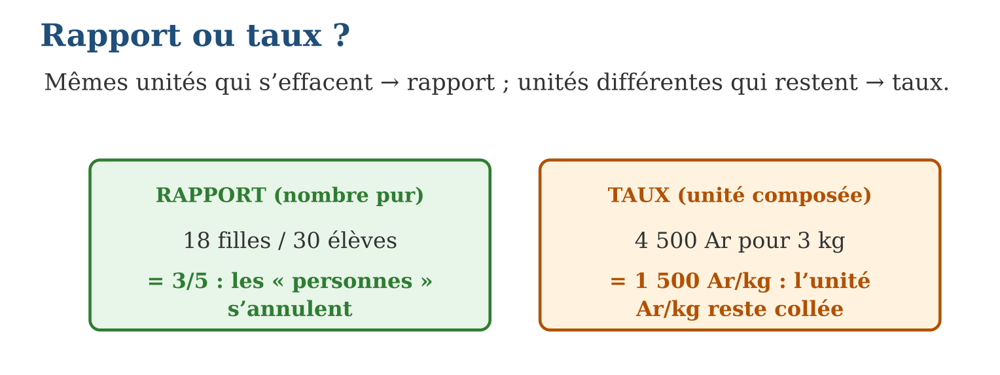 Rapport ou taux ?
Mêmes unités qui s’effacent → rapport ; unités différentes qui restent → taux.
RAPPORT (nombre pur)
18 filles / 30 élèves
= 3/5 : les « personnes »
s’annulent
TAUX (unité composée)
4 500 Ar pour 3 kg
= 1 500 Ar/kg : l’unité
Ar/kg reste collée